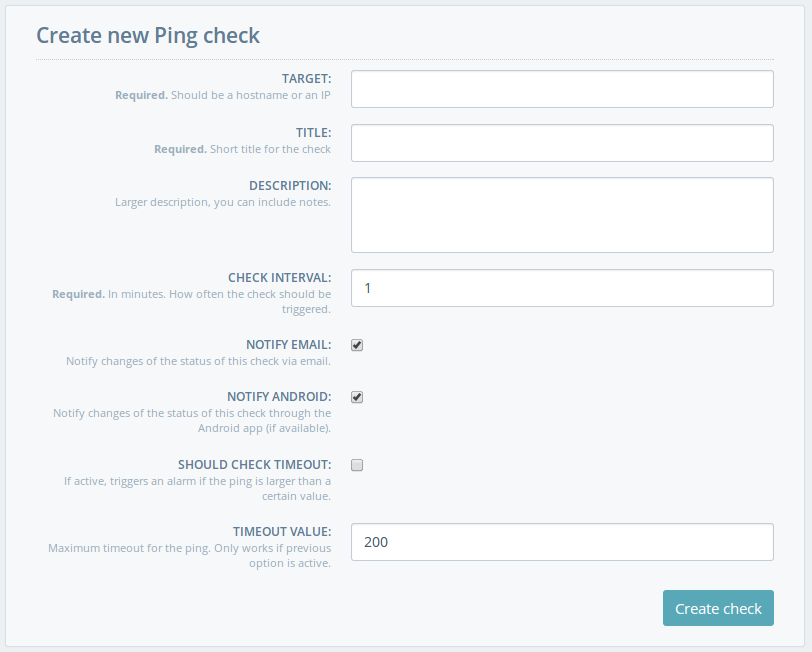 Create new Ping check
TARGET:
Required. Should be a hostname or an IP
TITLE:
Required. Short title for the check
DESCRIPTION:
Larger description, you can include notes.
CHECK INTERVAL:
Required. In minutes. How often the check should be
triggered.
1
NOTIFY EMAIL:
Notify changes of the status of this check via email.
NOTIFY ANDROID:
Notify changes of the status of this check through the
Android app (if available).
SHOULD CHECK TIMEOUT:
If active, triggers an alarm if the ping is larger than a
certain value.
TIMEOUT VALUE:
Maximum timeout for the ping. Only works if previous
option is active.
200
Create check